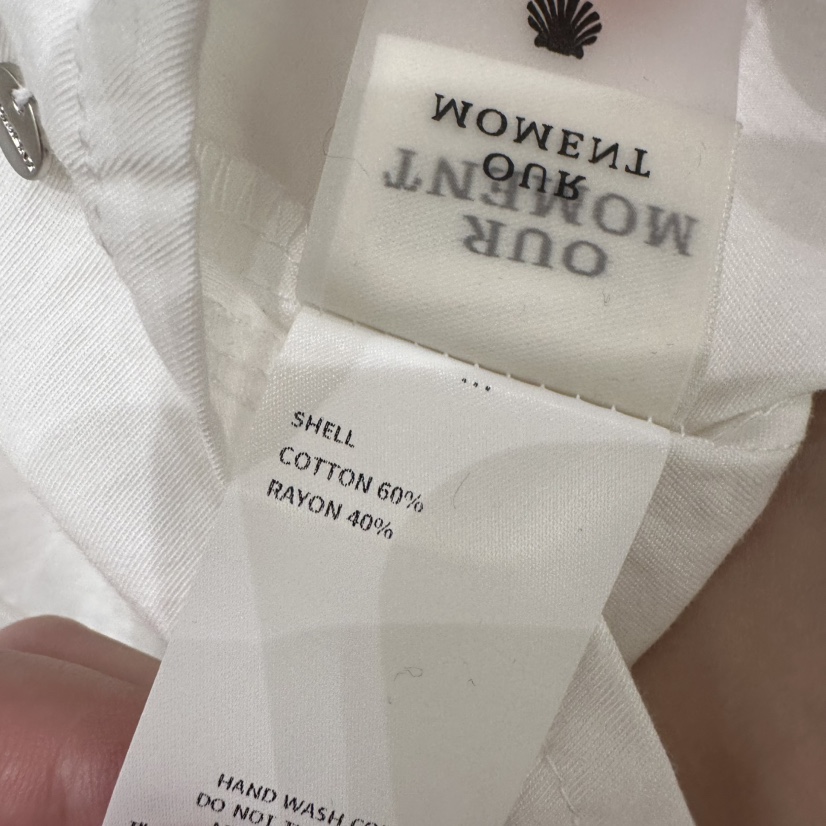 OUR
MOMENT
OUR
MOMENT
...
SHELL
COTTON 60%
RAYON 40%
HAND WASH
DO NOT